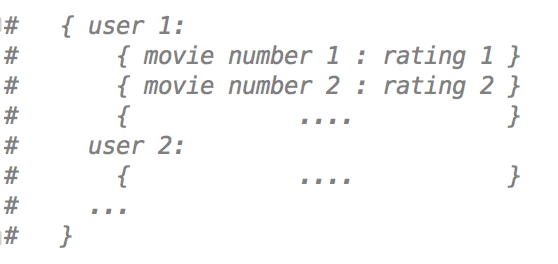 # { user 1:
# { movie number 1 : rating 1 }
# { movie number 2 : rating 2 }
# { .... }
# user 2:
# { .... }
# ...
# }